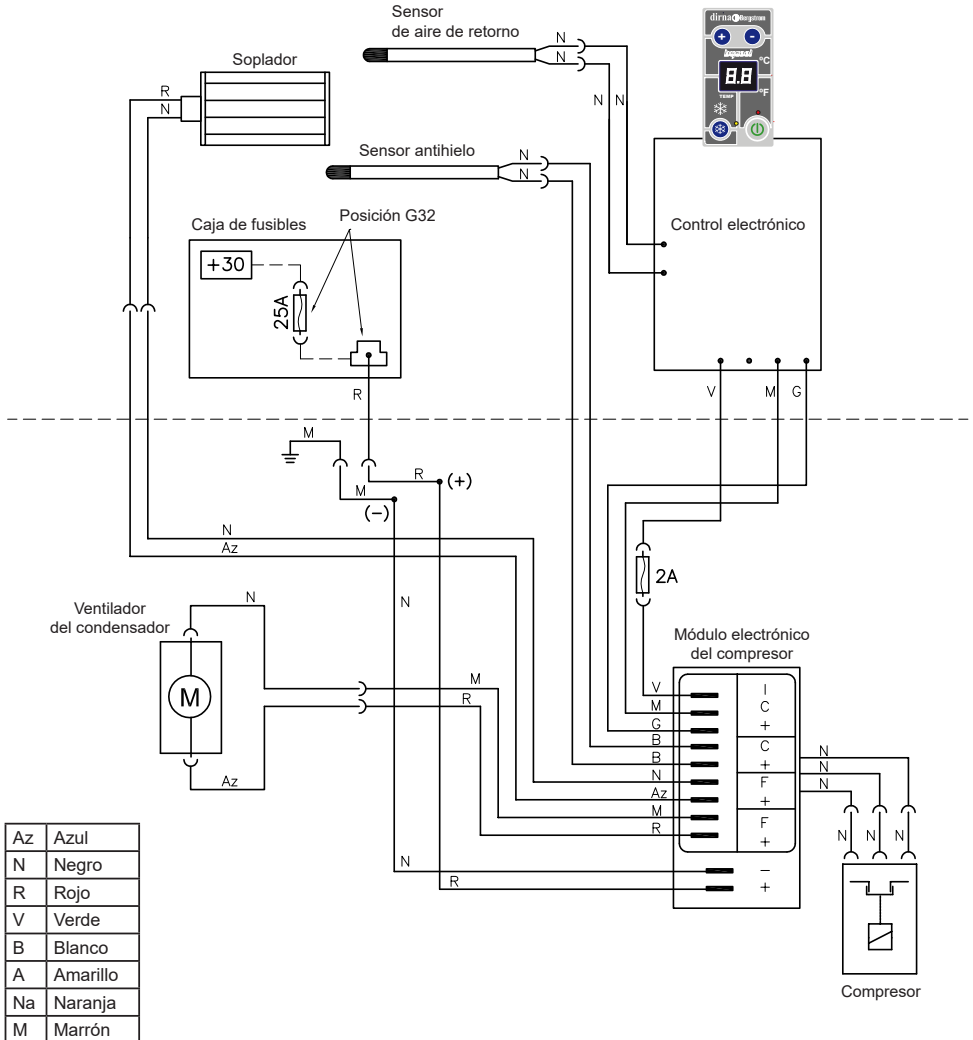 Sensor
de aire de retorno
N
N
N N
dirna Bergstrom
+
-
°C
8.8
TEMP
°F
Soplador
R
N
Sensor antihielo
N
N
Control electrónico
Caja de fusibles
Posición G32
+30
25A
R
V
M
G
M
R
(+)
M
(-)
N
Az
N
2A
Ventilador
del condensador
N
M
M
R
Az
Módulo electrónico
del compresor
V
M
G
B
B
N
Az
M
R
I
C
+
C
+
F
+
F
+
N
R
-
+
N
N
N
N N N
Compresor
Az Azul
N Negro
R Rojo
V Verde
B Blanco
A Amarillo
Na Naranja
M Marrón